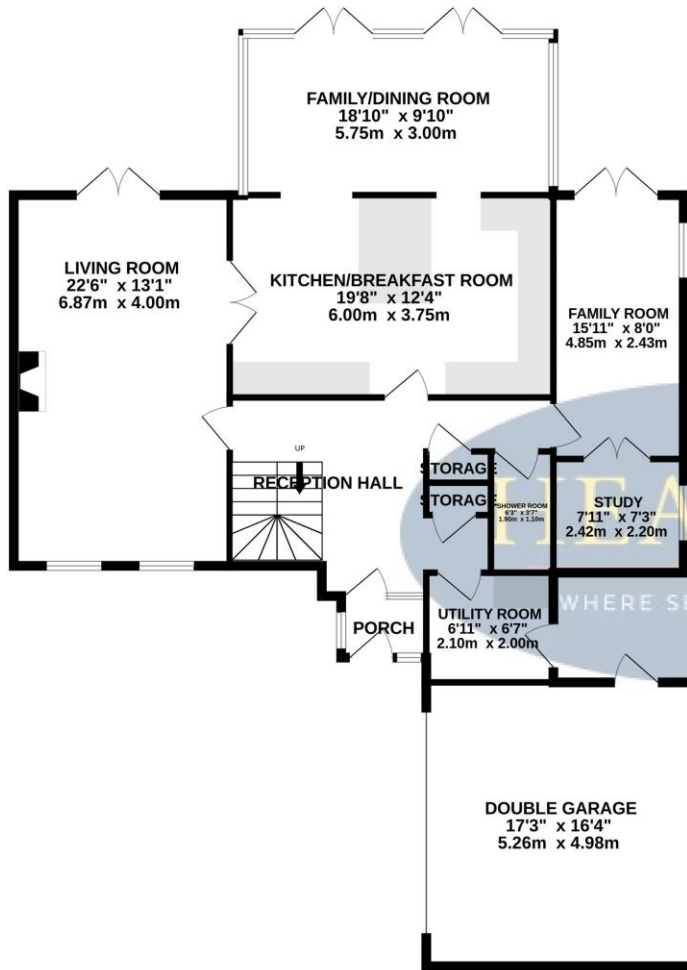 FAMILY/DINING ROOM
18'10" x 9'10"
5.75m x 3.00m
LIVING ROOM
22'6" x 13'1"
6.87m x 4.00m
KITCHEN/BREAKFAST ROOM
19'8" x 12'4"
6.00m x 3.75m
FAMILY ROOM
15'11" x 8'0"
4.85m x 2.43m
UP
RECEPTION HALL
STORAGE
STORAGE
SHOWER ROOM
6'3" x 3'7"
1.90m x 1.10m
STUDY
7'11" x 7'3"
2.42m x 2.20m
HEA
WHERE SE
PORCH
UTILITY ROOM
6'11" x 6'7"
2.10m x 2.00m
DOUBLE GARAGE
17'3" x 16'4"
5.26m x 4.98m